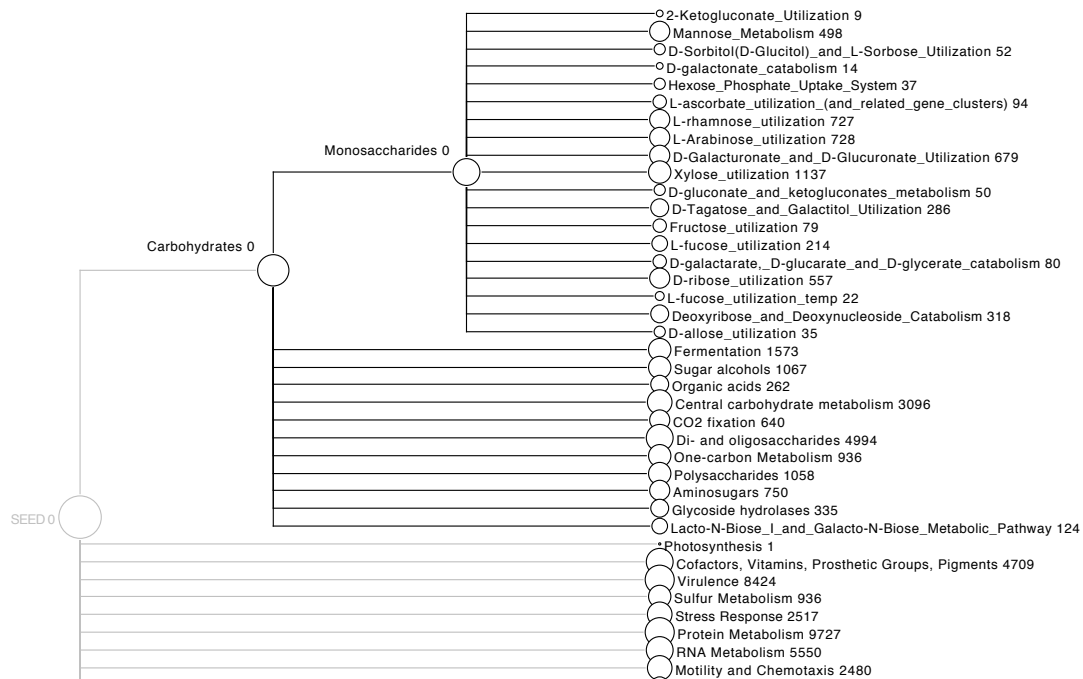 2-Ketogluconate_Utilization 9
Mannose_Metabolism 498
D-Sorbitol(D-Glucitol)_and_L-Sorbose_Utilization 52
D-galactonate_catabolism 14
Hexose_Phosphate_Uptake_System 37
L-ascorbate_utilization_(and_related_gene_clusters) 94
L-rhamnose_utilization 727
L-Arabinose_utilization 728
Monosaccharides 0
D-Galacturonate_and_D-Glucuronate_Utilization 679
Xylose_utilization 1137
D-gluconate_and_ketogluconates_metabolism 50
D-Tagatose_and_Galactitol_Utilization 286
Fructose_utilization 79
L-fucose_utilization 214
Carbohydrates 0
D-galactarate,_D-glucarate_and_D-glycerate_catabolism 80
D-ribose_utilization 557
L-fucose_utilization_temp 22
Deoxyribose_and_Deoxynucleoside_Catabolism 318
D-allose_utilization 35
Fermentation 1573
Sugar alcohols 1067
Organic acids 262
Central carbohydrate metabolism 3096
CO2 fixation 640
Di- and oligosaccharides 4994
One-carbon Metabolism 936
Polysaccharides 1058
Aminosugars 750
Glycoside hydrolases 335
SEED 0
Lacto-N-Biose_I_and_Galacto-N-Biose_Metabolic_Pathway 124
Photosynthesis 1
Cofactors, Vitamins, Prosthetic Groups, Pigments 4709
Virulence 8424
Sulfur Metabolism 936
Stress Response 2517
Protein Metabolism 9727
RNA Metabolism 5550
Motility and Chemotaxis 2480